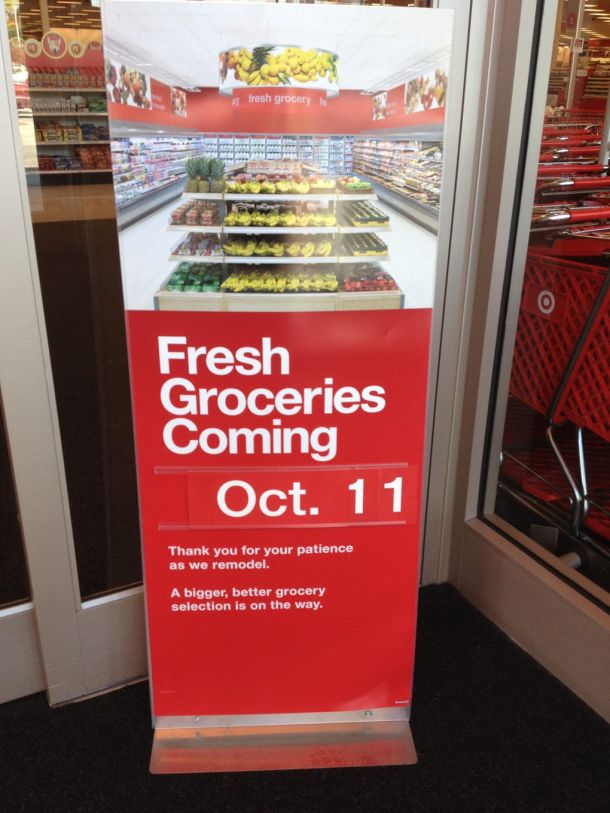 fresh grocery
Fresh
Groceries
Coming
Oct. 11
Thank you for your patience
as we remodel.
A bigger, better grocery
selection is on the way.